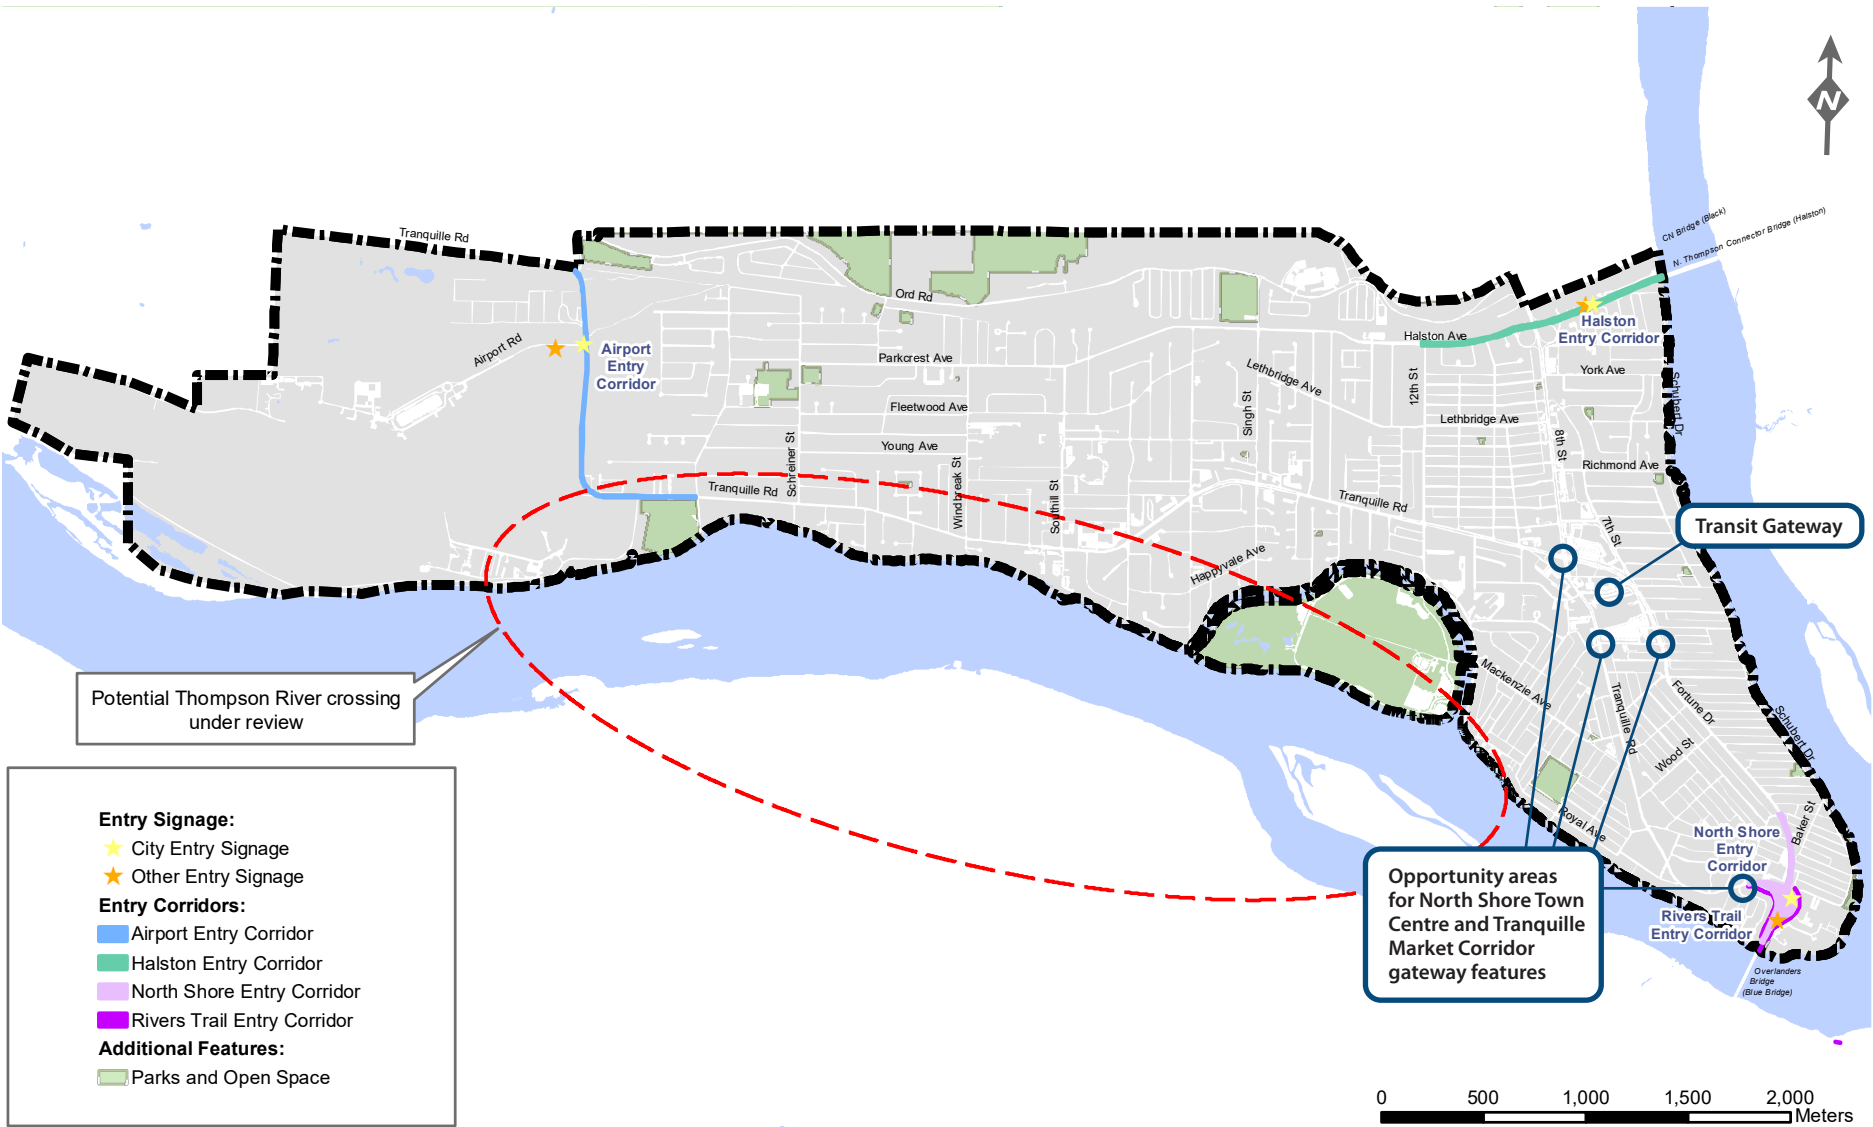 N
CN Bridge (Black)
N. Thompson Connector Bridge (Halston)
Tranquille Rd
Ord Rd
Airport Rd
Airport
Entry
Corridor
Parkcrest Ave
Fleetwood Ave
Young Ave
Schreiner St
Windbreak St
Southill St
Tranquille Rd
Singh St
Lethbridge Ave
12th St
Halston Ave
Halston
Entry Corridor
York Ave
Lethbridge Ave
8th St
Richmond Ave
Schubert Dr
Tranquille Rd
7th St
Transit Gateway
Happyvale Ave
Mackenzie Ave
Tranquille Rd
Fortune Dr
Wood St
Schubert Dr
Royal Ave
Baker St
North Shore
Entry
Corridor
Rivers Trail
Entry Corridor
Overlanders
Bridge
(Blue Bridge)
Potential Thompson River crossing
under review
Opportunity areas
for North Shore Town
Centre and Tranquille
Market Corridor
gateway features
Entry Signage:
City Entry Signage
Other Entry Signage
Entry Corridors:
Airport Entry Corridor
Halston Entry Corridor
North Shore Entry Corridor
Rivers Trail Entry Corridor
Additional Features:
Parks and Open Space
0 500 1,000 1,500 2,000
Meters